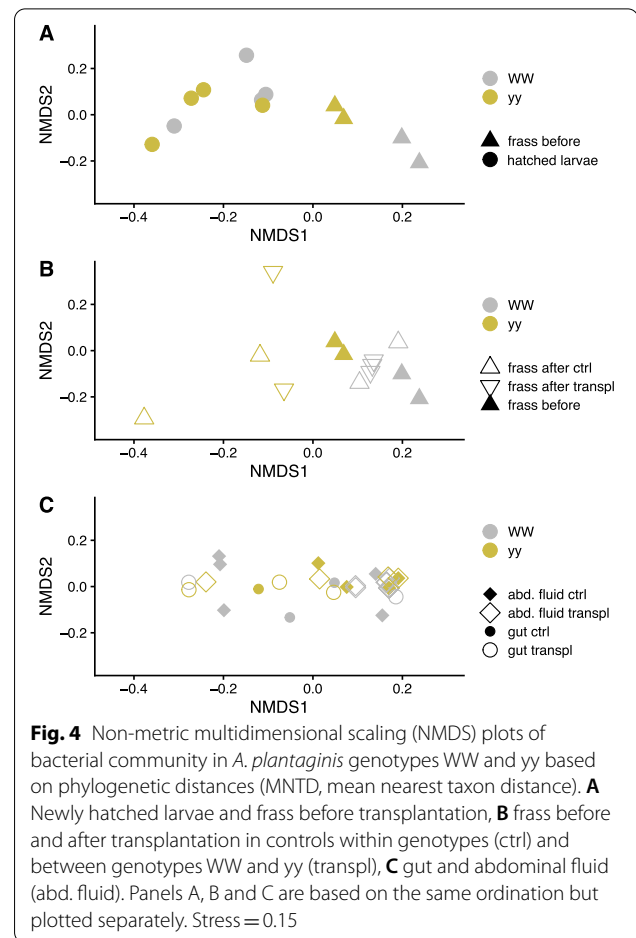 A
0.2
0.0
−0.2
NMDS2
−0.4 −0.2 0.0 0.2
NMDS1
WW
yy
frass before
hatched larvae
B
0.2
0.0
−0.2
NMDS2
−0.4 −0.2 0.0 0.2
NMDS1
WW
yy
frass after ctrl
frass after transpl
frass before
C
0.2
0.0
−0.2
NMDS2
−0.4 −0.2 0.0 0.2
NMDS1
WW
yy
abd. fluid ctrl
abd. fluid transpl
gut ctrl
gut transpl
Fig. 4 Non-metric multidimensional scaling (NMDS) plots of
bacterial community in A. plantaginis genotypes WW and yy based
on phylogenetic distances (MNTD, mean nearest taxon distance). A
Newly hatched larvae and frass before transplantation, B frass before
and after transplantation in controls within genotypes (ctrl) and
between genotypes WW and yy (transpl), C gut and abdominal fluid
(abd. fluid). Panels A, B and C are based on the same ordination but
plotted separately. Stress = 0.15